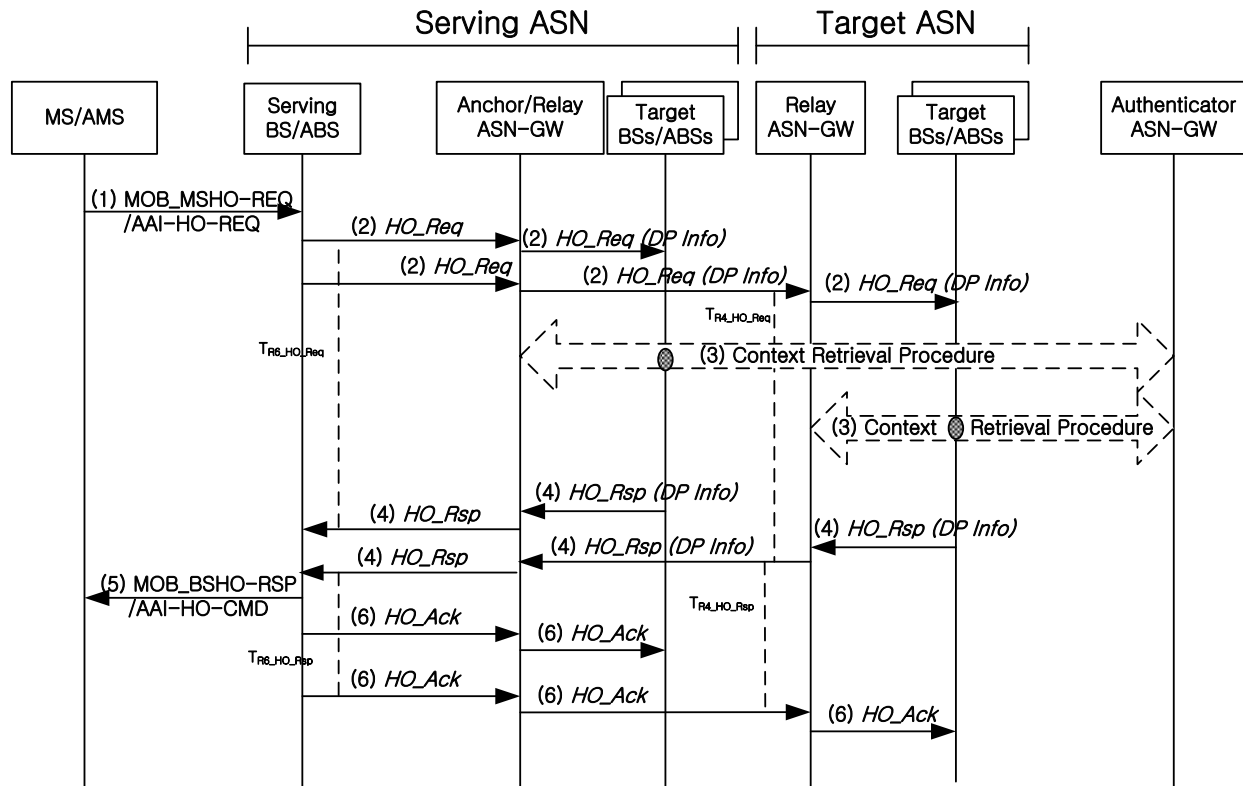 Serving ASN
Target ASN
MS/AMS
Serving
BS/ABS
Anchor/Relay
ASN-GW
Target
BSs/ABSs
Relay
ASN-GW
Target
BSs/ABSs
Authenticator
ASN-GW
(1) MOB_MSHO-REQ
/AAI-HO-REQ
(2) HO_Req
(2) HO_Req (DP Info)
(2) HO_Req
(2) HO_Req (DP Info)
(2) HO_Req (DP Info)
TR4_HO_Req
TR6_HO_Req
(3) Context Retrieval Procedure
(3) Context Retrieval Procedure
(4) HO_Rsp (DP Info)
(4) HO_Rsp
(4) HO_Rsp (DP Info)
(4) HO_Rsp (DP Info)
(4) HO_Rsp
(5) MOB_BSHO-RSP
/AAI-HO-CMD
TR4_HO_Rsp
(6) HO_Ack
(6) HO_Ack
TR6_HO_Rsp
(6) HO_Ack
(6) HO_Ack
(6) HO_Ack